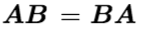 AB = BA